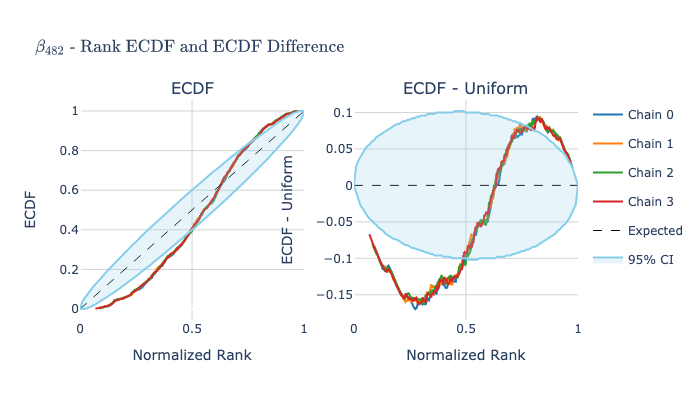 β482 - Rank ECDF and ECDF Difference
ECDF
ECDF
1
0.8
0.6
0.4
0.2
0
0
0.5
1
Normalized Rank
ECDF - Uniform
ECDF - Uniform
0.1
0.05
0
−0.05
−0.1
−0.15
0
0.5
1
Normalized Rank
Chain 0
Chain 1
Chain 2
Chain 3
Expected
95% CI